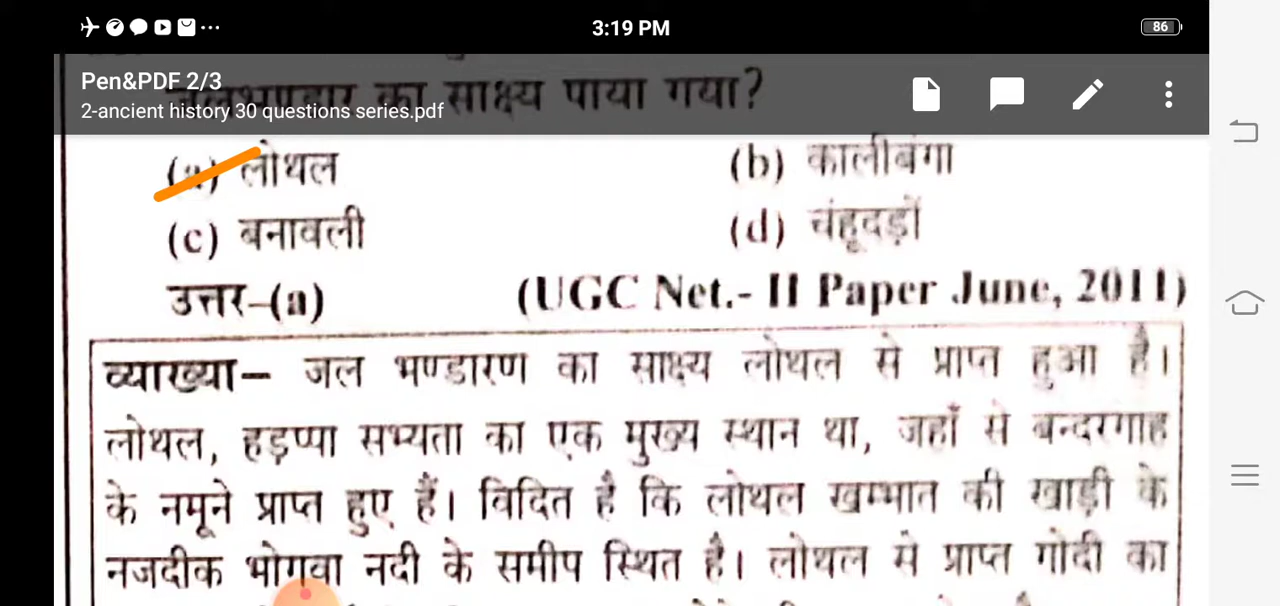 3:19 PM
86
Pen&PDF 2/3
2-ancient history 30 questions series.pdf
जलभण्डार का साक्ष्य पाया गया?
(a) लोथल
(b) कालीबंगा
(c) बनावली
(d) चंहूदड़ों
उत्तर–(a)
(UGC Net.- II Paper June, 2011)
व्याख्या– जल भण्डारण का साक्ष्य लोथल से प्राप्त हुआ है।
लोथल, हड़प्पा सभ्यता का एक मुख्य स्थान था, जहाँ से बन्दरगाह
के नमूने प्राप्त हुए हैं। विदित है कि लोथल खम्भात की खाड़ी के
नजदीक भोगवा नदी के समीप स्थित है। लोथल से प्राप्त गोदी का